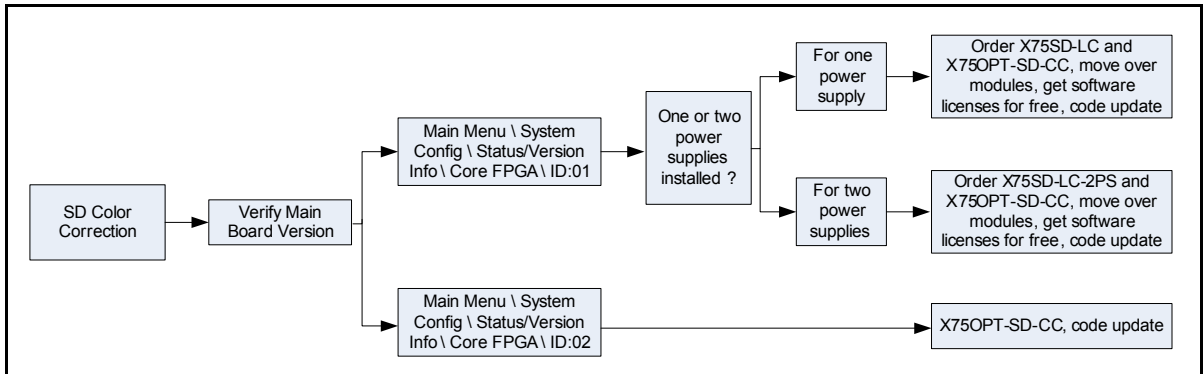 SD Color
Correction
Verify Main
Board Version
Main Menu \ System
Config \ Status/Version
Info \ Core FPGA \ ID:01
One or two
power
supplies
installed ?
For one
power
supply
Order X75SD-LC and
X75OPT-SD-CC, move over
modules, get software
licenses for free, code update
For two
power
supplies
Order X75SD-LC-2PS and
X75OPT-SD-CC, move over
modules, get software
licenses for free, code update
Main Menu \ System
Config \ Status/Version
Info \ Core FPGA \ ID:02
X75OPT-SD-CC, code update